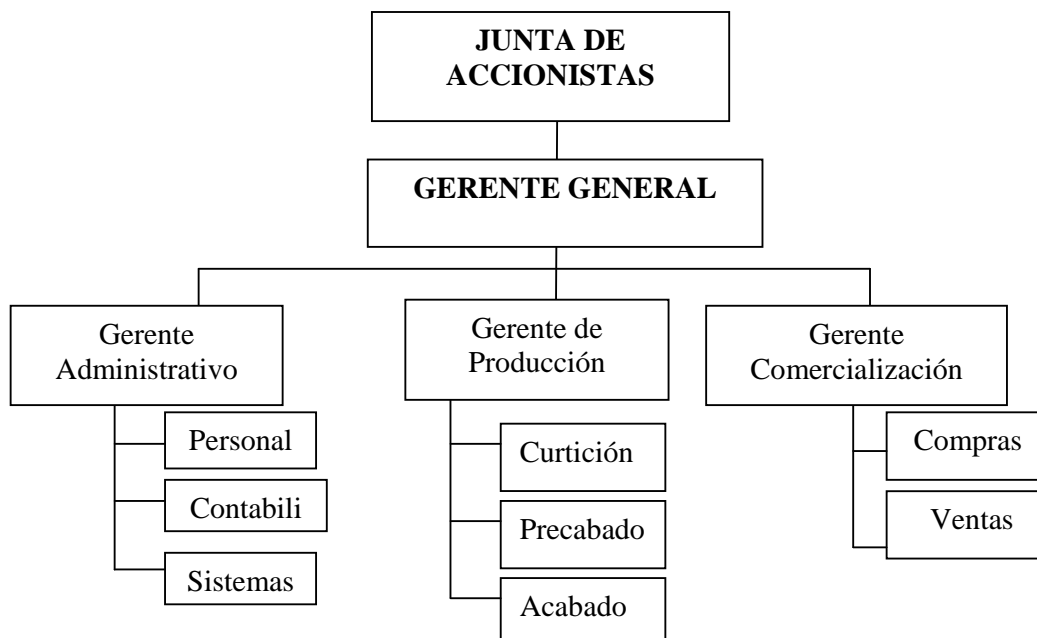 JUNTA DE
ACCIONISTAS
GERENTE GENERAL
Gerente
Administrativo
Personal
Contabili
Sistemas
Gerente de
Producción
Curtición
Precabado
Acabado
Gerente
Comercialización
Compras
Ventas